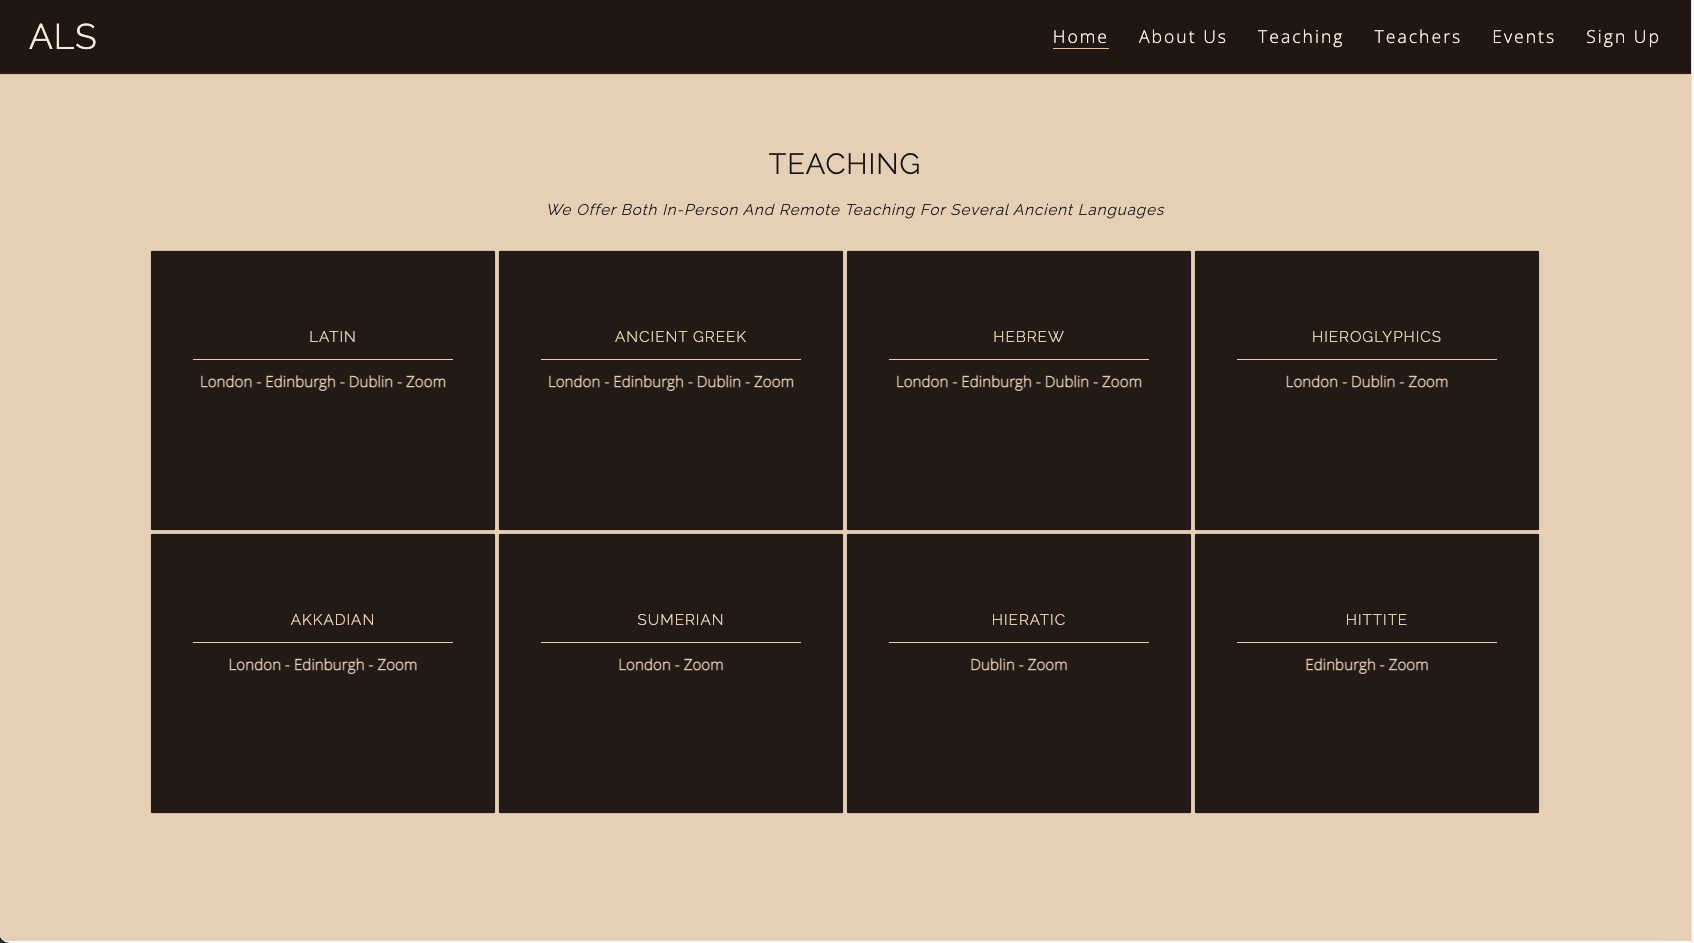 ALS
Home About Us Teaching Teachers Events Sign Up
TEACHING
We Offer Both In-Person And Remote Teaching For Several Ancient Languages
LATIN
London - Edinburgh - Dublin - Zoom
ANCIENT GREEK
London - Edinburgh - Dublin - Zoom
HEBREW
London - Edinburgh - Dublin - Zoom
HIEROGLYPHICS
London - Dublin - Zoom
AKKADIAN
London - Edinburgh - Zoom
SUMERIAN
London - Zoom
HIERATIC
Dublin - Zoom
HITTITE
Edinburgh - Zoom